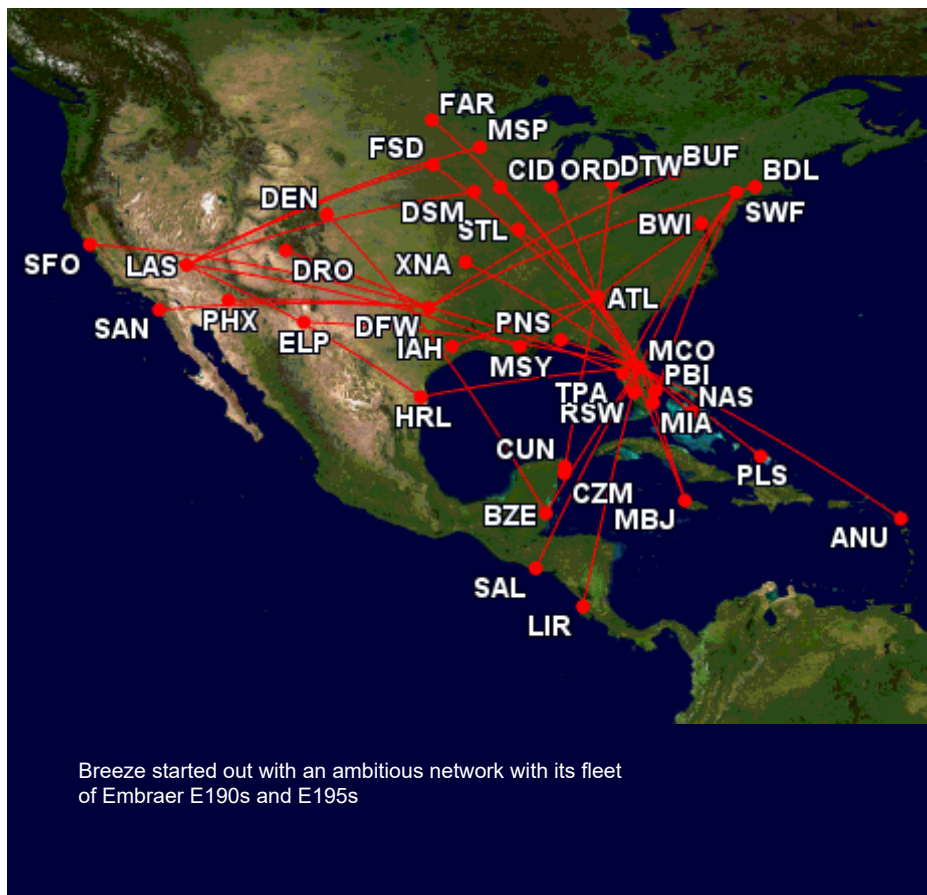 FAR
MSP
FSD
CID
ORD
DTW
BUF
BDL
DEN
DSM
STL
BWI
SWF
SFO
LAS
DRO
XNA
SAN
PHX
ELP
DFW
IAH
PNS
ATL
MSY
MCO
PBI
HRL
TPA
RSW
NAS
MIA
CUN
CZM
PLS
BZE
MBJ
ANU
SAL
LIR
Breeze started out with an ambitious network with its fleet
of Embraer E190s and E195s